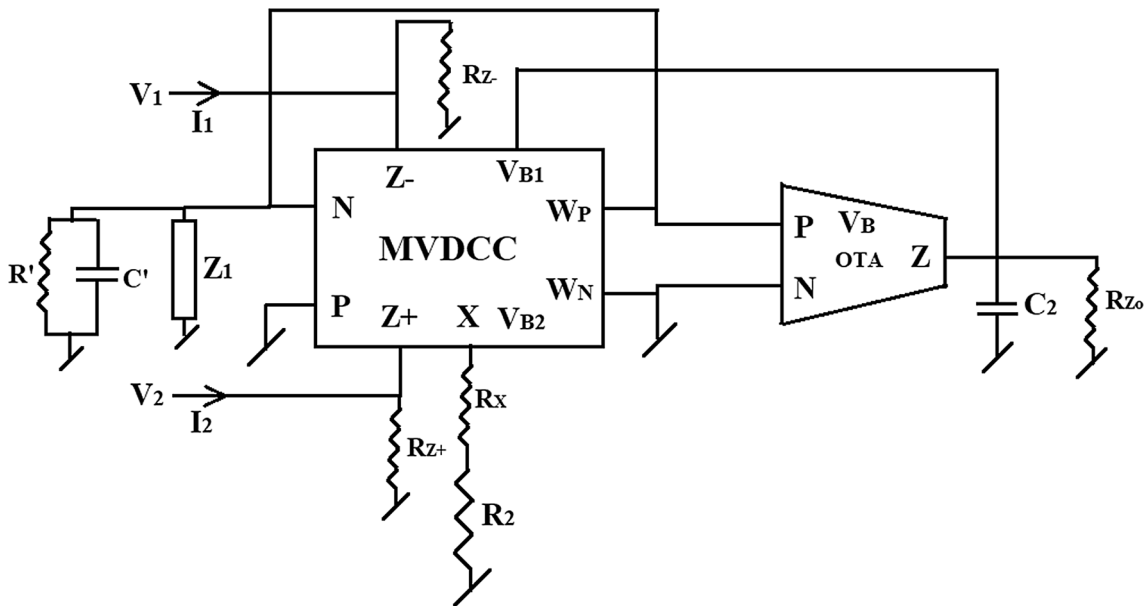 RZ-
V1
I1
Z-
VB1
N
WP
P
VB
R'
C'
Z1
MVDCC
OTA
Z
WN
N
C2
RZo
P
Z+
X
VB2
V2
I2
RX
RZ+
R2